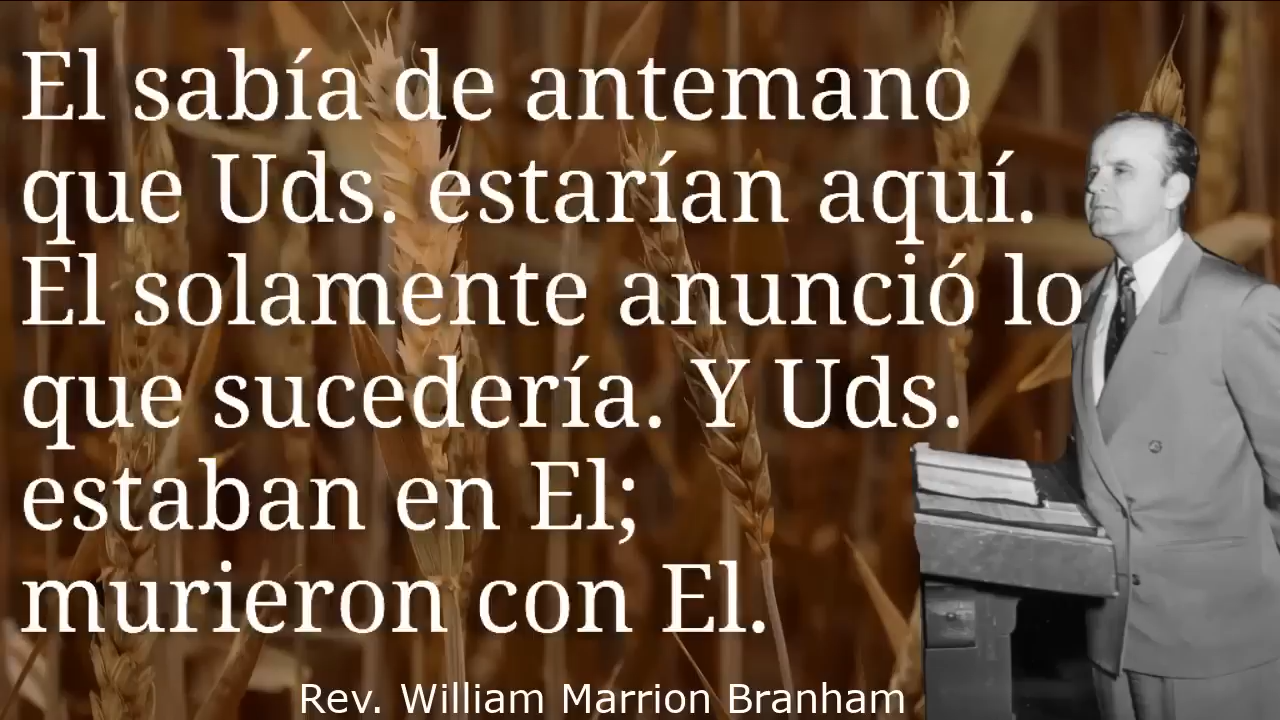 El sabía de antemano
que Uds. estarían aquí.
El solamente anunció lo
que sucedería. Y Uds.
estaban en El;
murieron con El.
Rev. William Marrion Branham